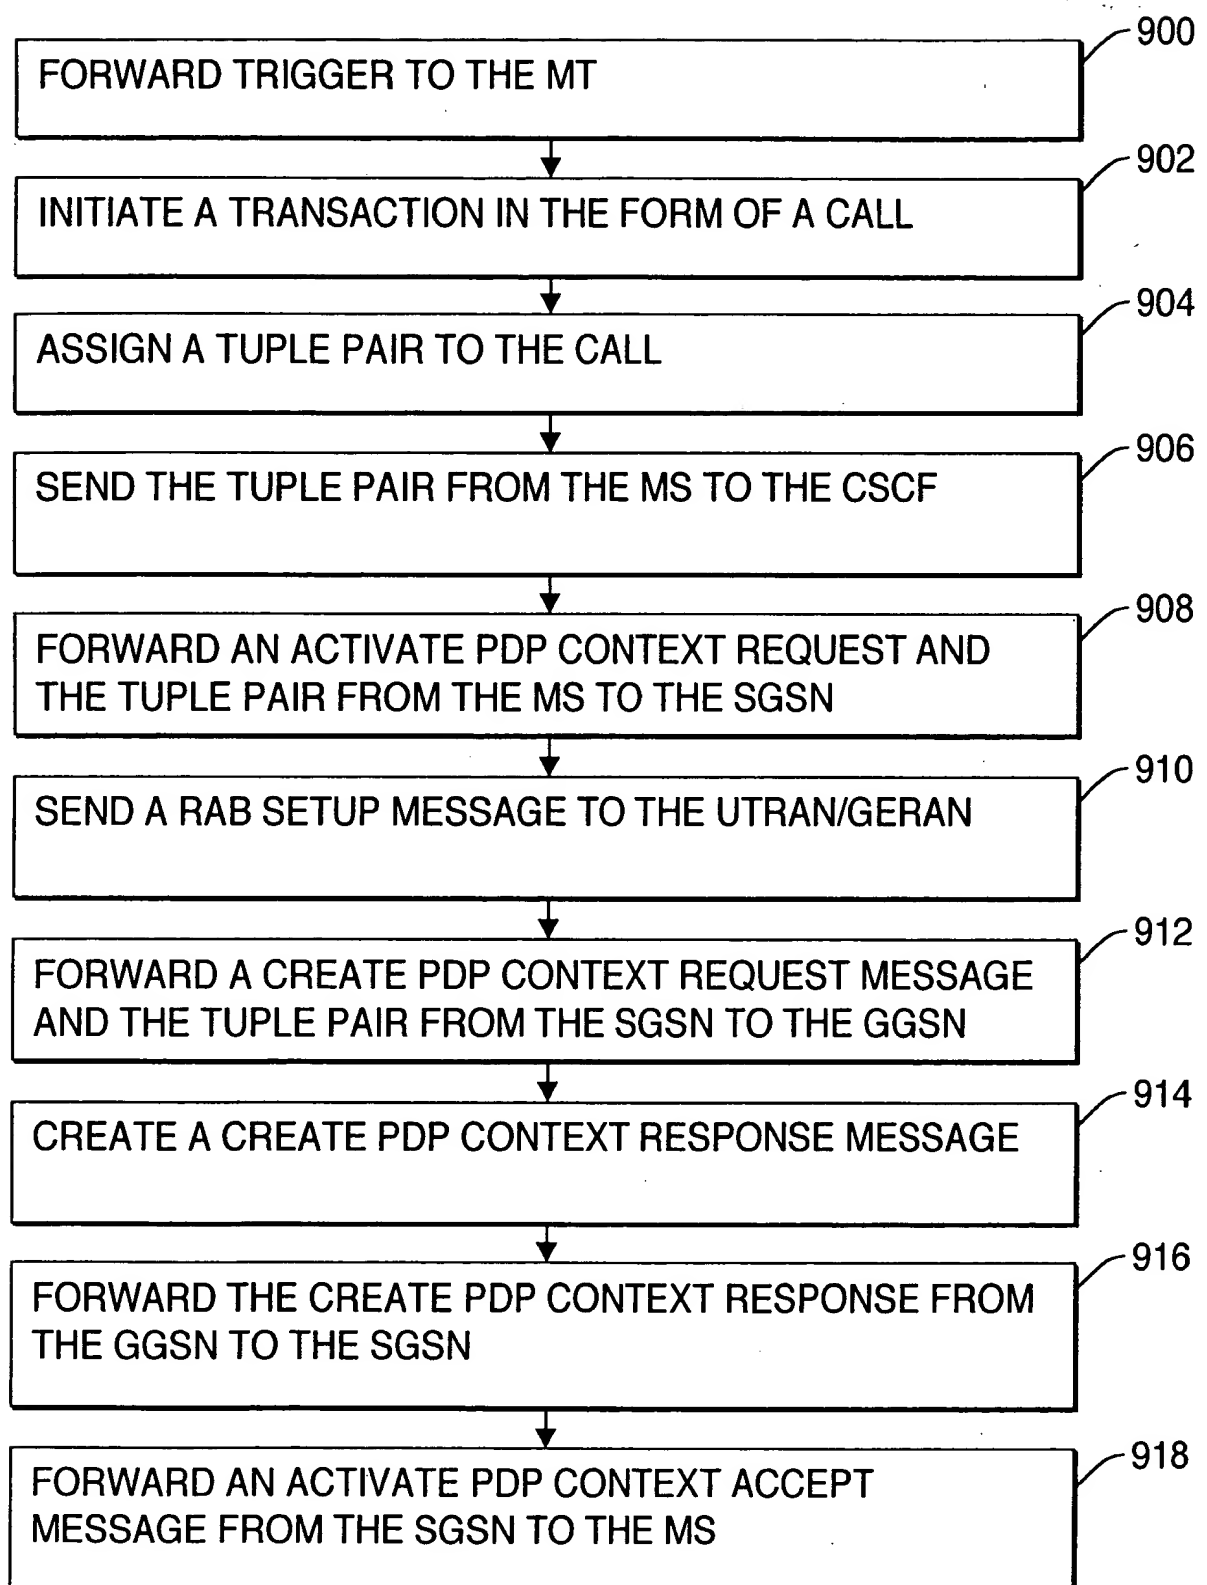 900
FORWARD TRIGGER TO THE MT
902
INITIATE A TRANSACTION IN THE FORM OF A CALL
904
ASSIGN A TUPLE PAIR TO THE CALL
906
SEND THE TUPLE PAIR FROM THE MS TO THE CSCF
908
FORWARD AN ACTIVATE PDP CONTEXT REQUEST AND
THE TUPLE PAIR FROM THE MS TO THE SGSN
910
SEND A RAB SETUP MESSAGE TO THE UTRAN/GERAN
912
FORWARD A CREATE PDP CONTEXT REQUEST MESSAGE
AND THE TUPLE PAIR FROM THE SGSN TO THE GGSN
914
CREATE A CREATE PDP CONTEXT RESPONSE MESSAGE
916
FORWARD THE CREATE PDP CONTEXT RESPONSE FROM
THE GGSN TO THE SGSN
918
FORWARD AN ACTIVATE PDP CONTEXT ACCEPT
MESSAGE FROM THE SGSN TO THE MS